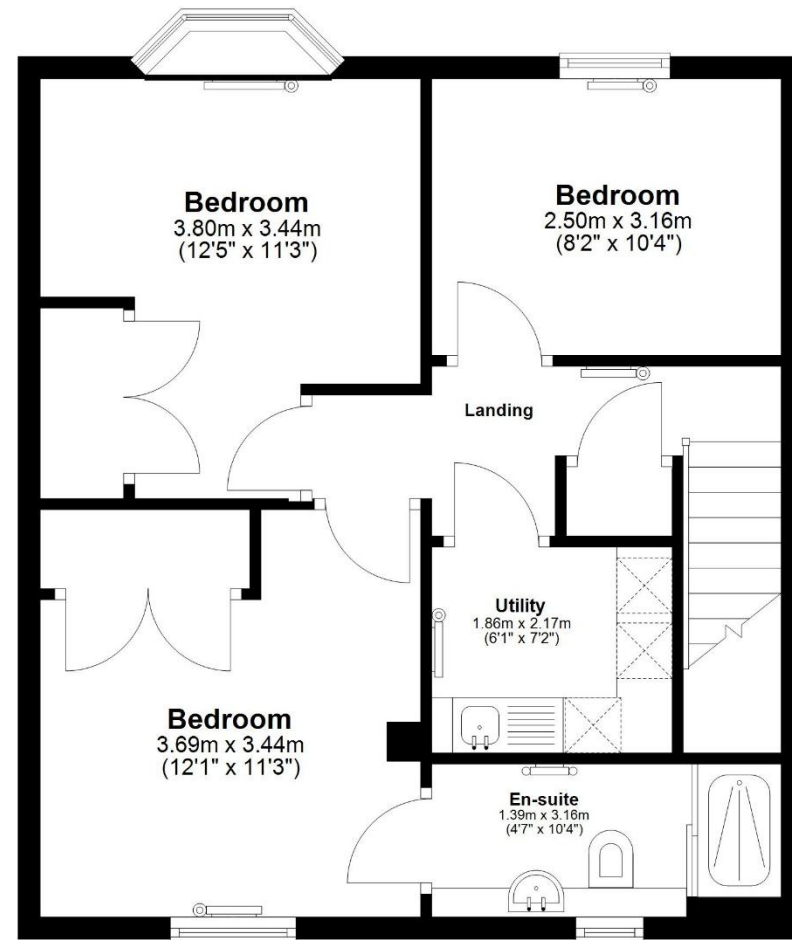 Bedroom
3.80m x 3.44m
(12'5" x 11'3")
Bedroom
2.50m x 3.16m
(8'2" x 10'4")
Landing
Utility
1.86m x 2.17m
(6'1" x 7'2")
Bedroom
3.69m x 3.44m
(12'1" x 11'3")
En-suite
1.39m x 3.16m
(4'7" x 10'4")